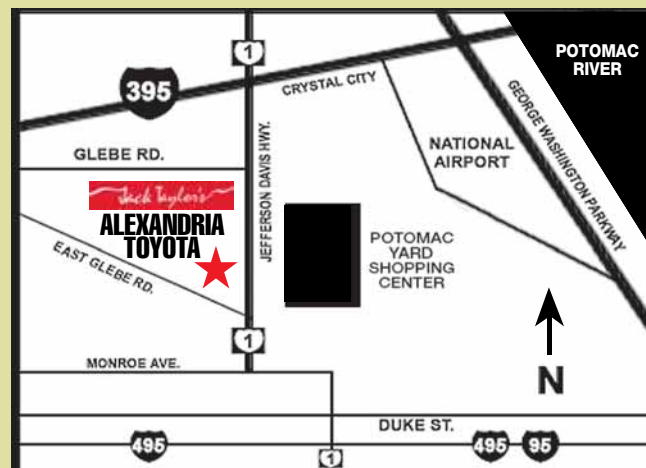 1
POTOMAC
RIVER
395
CRYSTAL CITY
GEORGE WASHINGTON PARKWAY
GLEBE RD.
JEFFERSON DAVIS HWY.
NATIONAL
AIRPORT
Jack Taylor's
ALEXANDRIA
TOYOTA
EAST GLEBE RD.
POTOMAC
YARD
SHOPPING
CENTER
1
MONROE AVE.
N
DUKE ST.
495
1
495
95